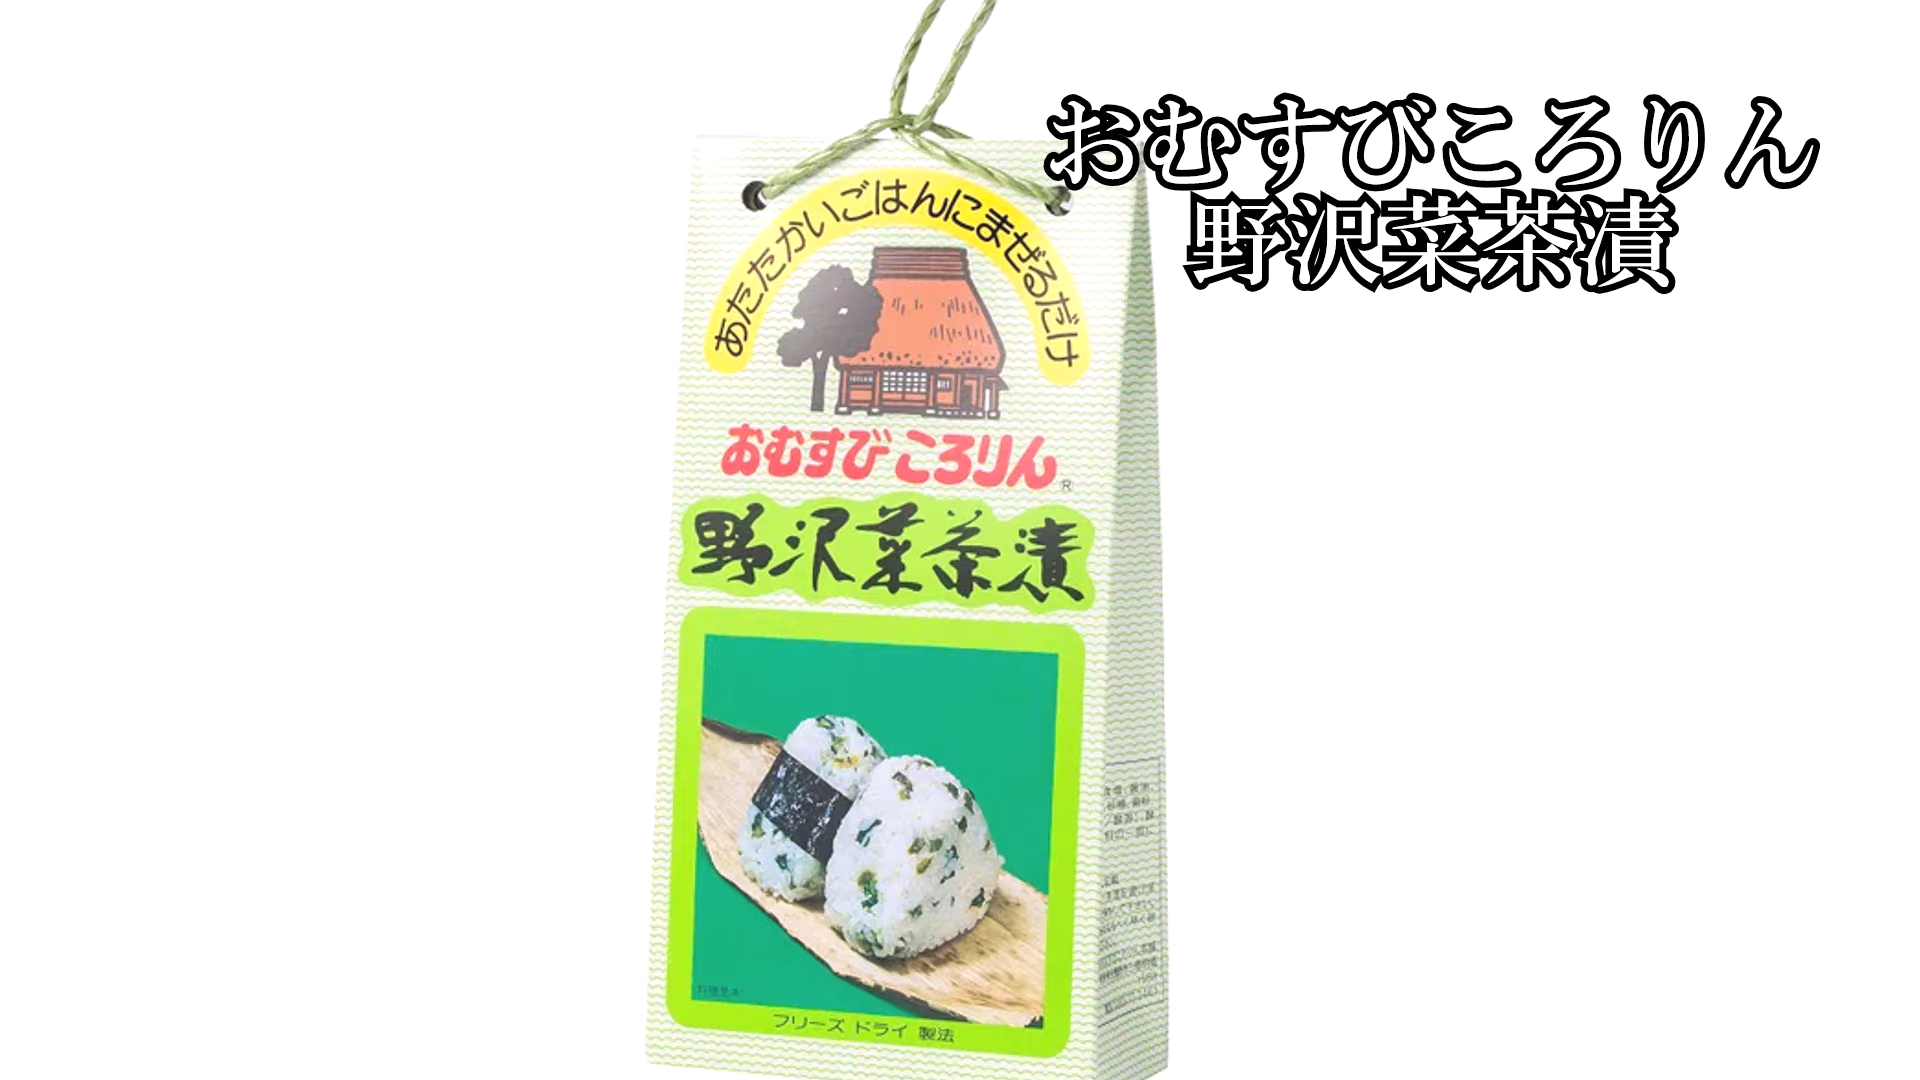 おむすびころりん
野沢菜茶漬
あたたかいごはんにまぜるだけ
おむすびころりん®
野沢菜茶漬
フリーズ ドライ 製法